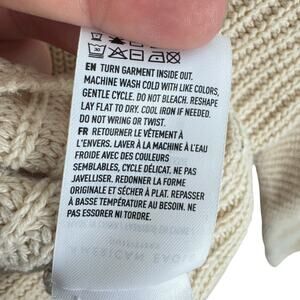 30
EN TURN GARMENT INSIDE OUT.
MACHINE WASH COLD WITH LIKE COLORS,
GENTLE CYCLE. DO NOT BLEACH. RESHAPE
LAY FLAT TO DRY. COOL IRON IF NEEDED.
DO NOT WRING OR TWIST.
FR RETOURNER LE VÊTEMENT À
L'ENVERS. LAVER À LA MACHINE À L'EAU
FROIDE AVEC DES COULEURS
SEMBLABLES, CYCLE DÉLICAT. NE PAS
JAVELLISER. REDONNER LA FORME
ORIGINALE ET SÉCHER À PLAT. REPASSER
À BASSE TEMPÉRATURE AU BESOIN. NE
PAS ESSORER NI TORDRE.
AMERICAN EAGLE